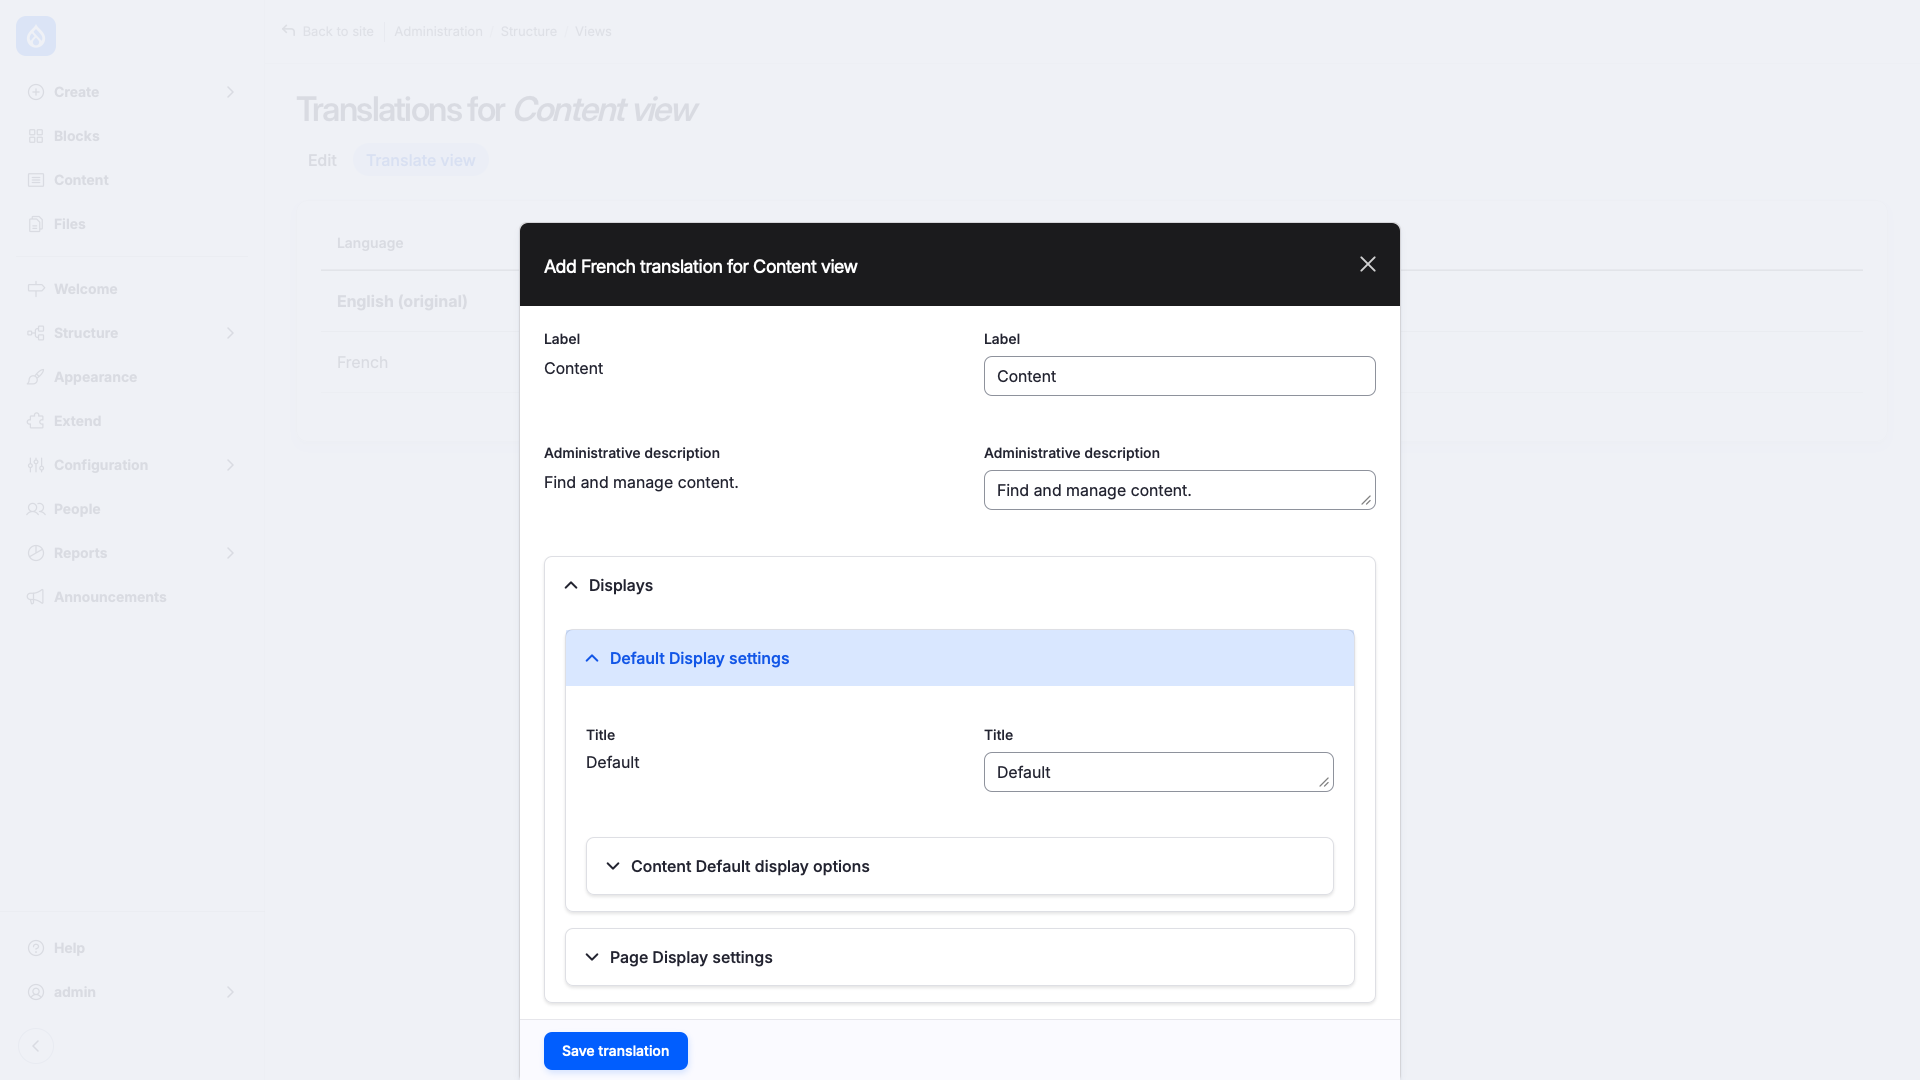 Back to site
Administration
Structure
Views
Create
Blocks
Content
Files
Welcome
Structure
Appearance
Extend
Configuration
People
Reports
Announcements
Help
admin
Translations for Content view
Edit
Translate view
Language
English (original)
French
Add French translation for Content view
Label
Content
Label
Content
Administrative description
Find and manage content.
Administrative description
Find and manage content.
Displays
Default Display settings
Title
Default
Title
Default
Content Default display options
Page Display settings
Save translation